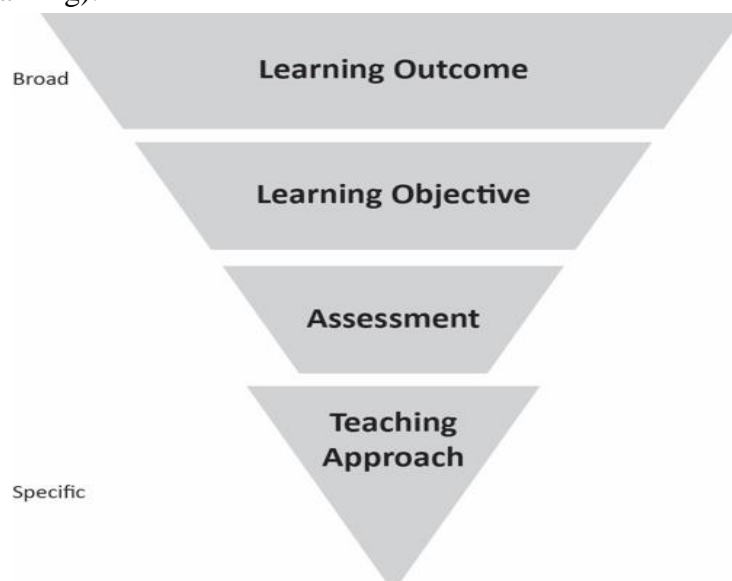 Learning Outcome
Broad
Learning Objective
Assessment
Teaching
Approach
Specific